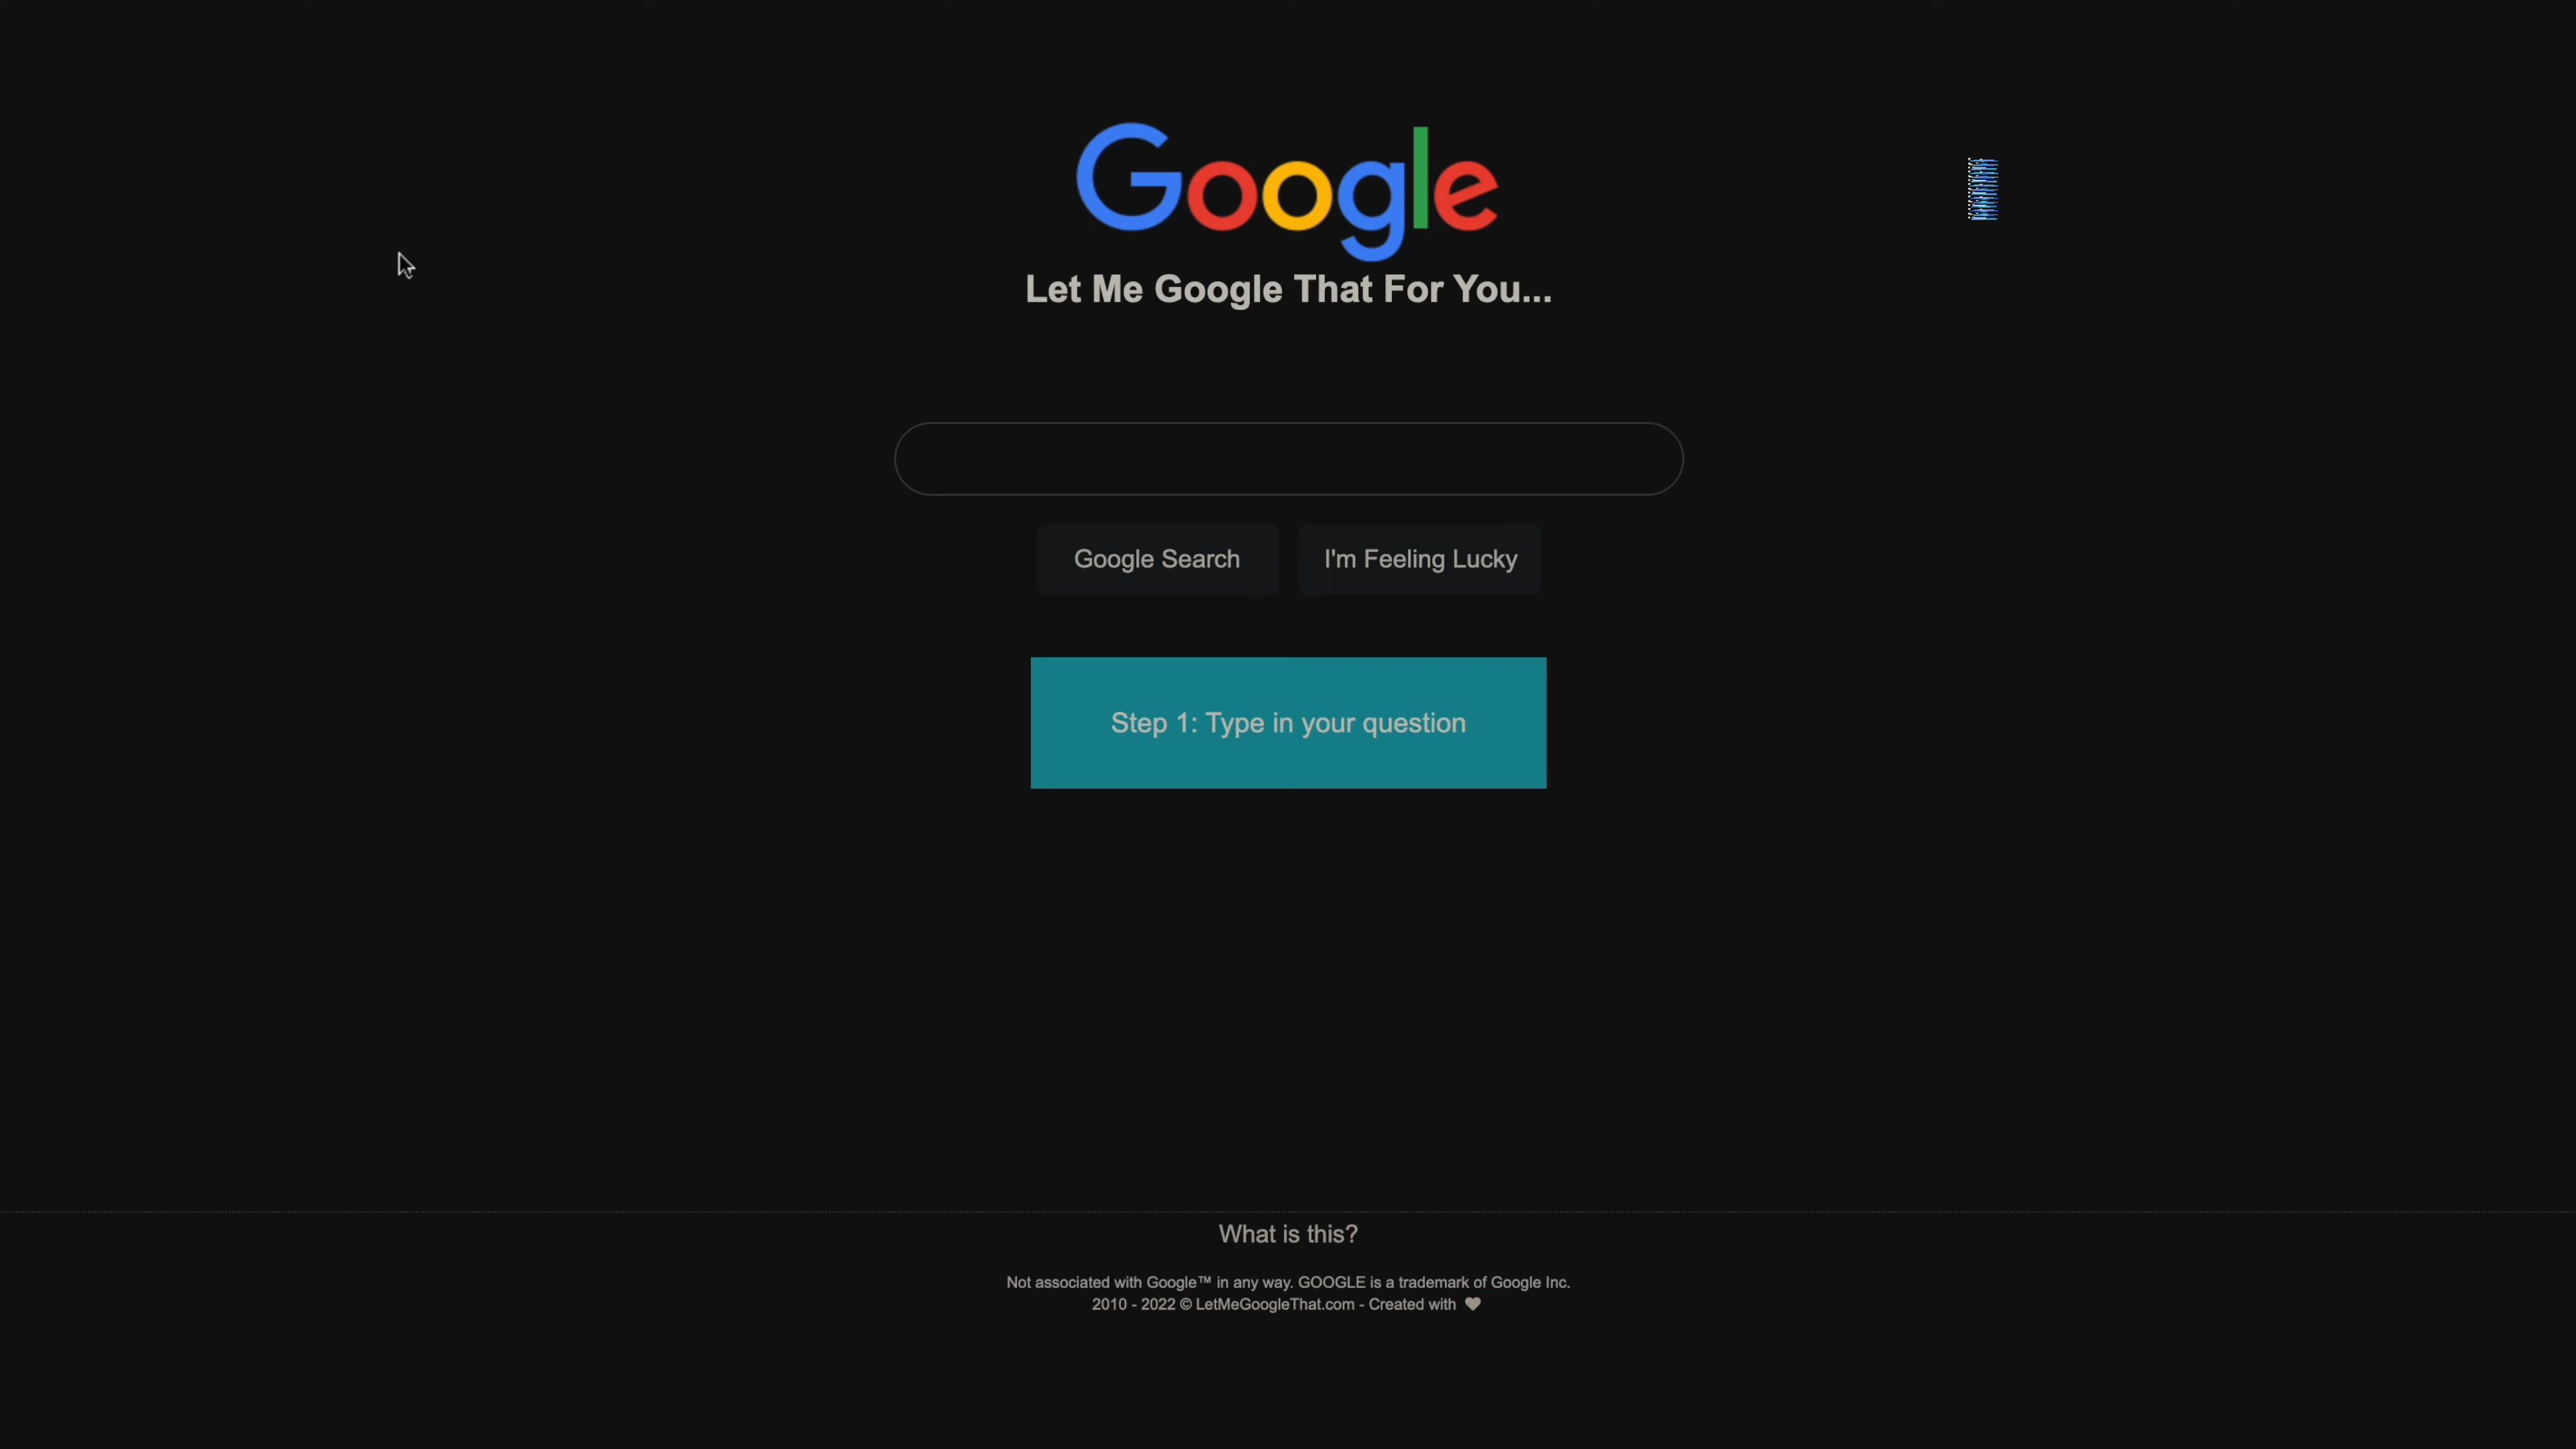 Google
Let Me Google That For You...
Google Search
I'm Feeling Lucky
Step 1: Type in your question
What is this?
Not associated with Google™ in any way. GOOGLE is a trademark of Google Inc.
2010 - 2022 © LetMeGoogleThat.com - Created with ♥